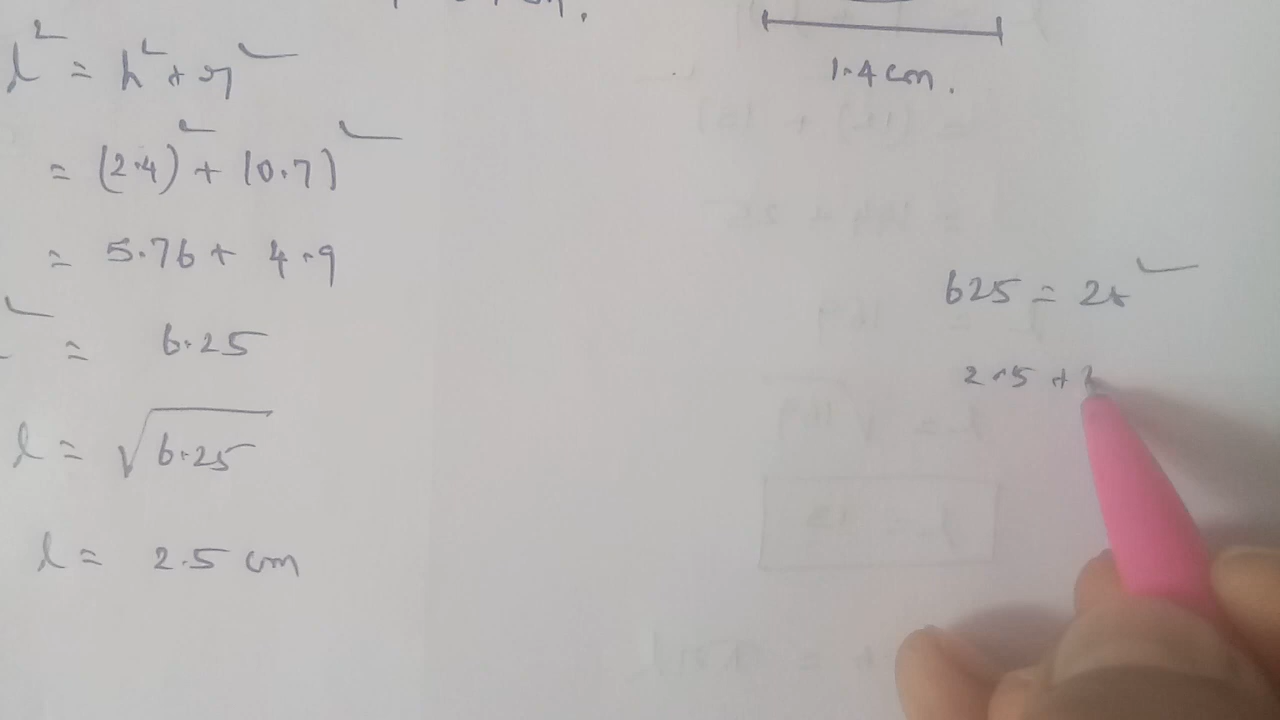 l² = h² + r²
= (2.4)² + (0.7)²
= 5.76 + 4.9
² = 6.25
l = √6.25
l = 2.5 cm
1.4 cm.
625 = 25²
2.5 +